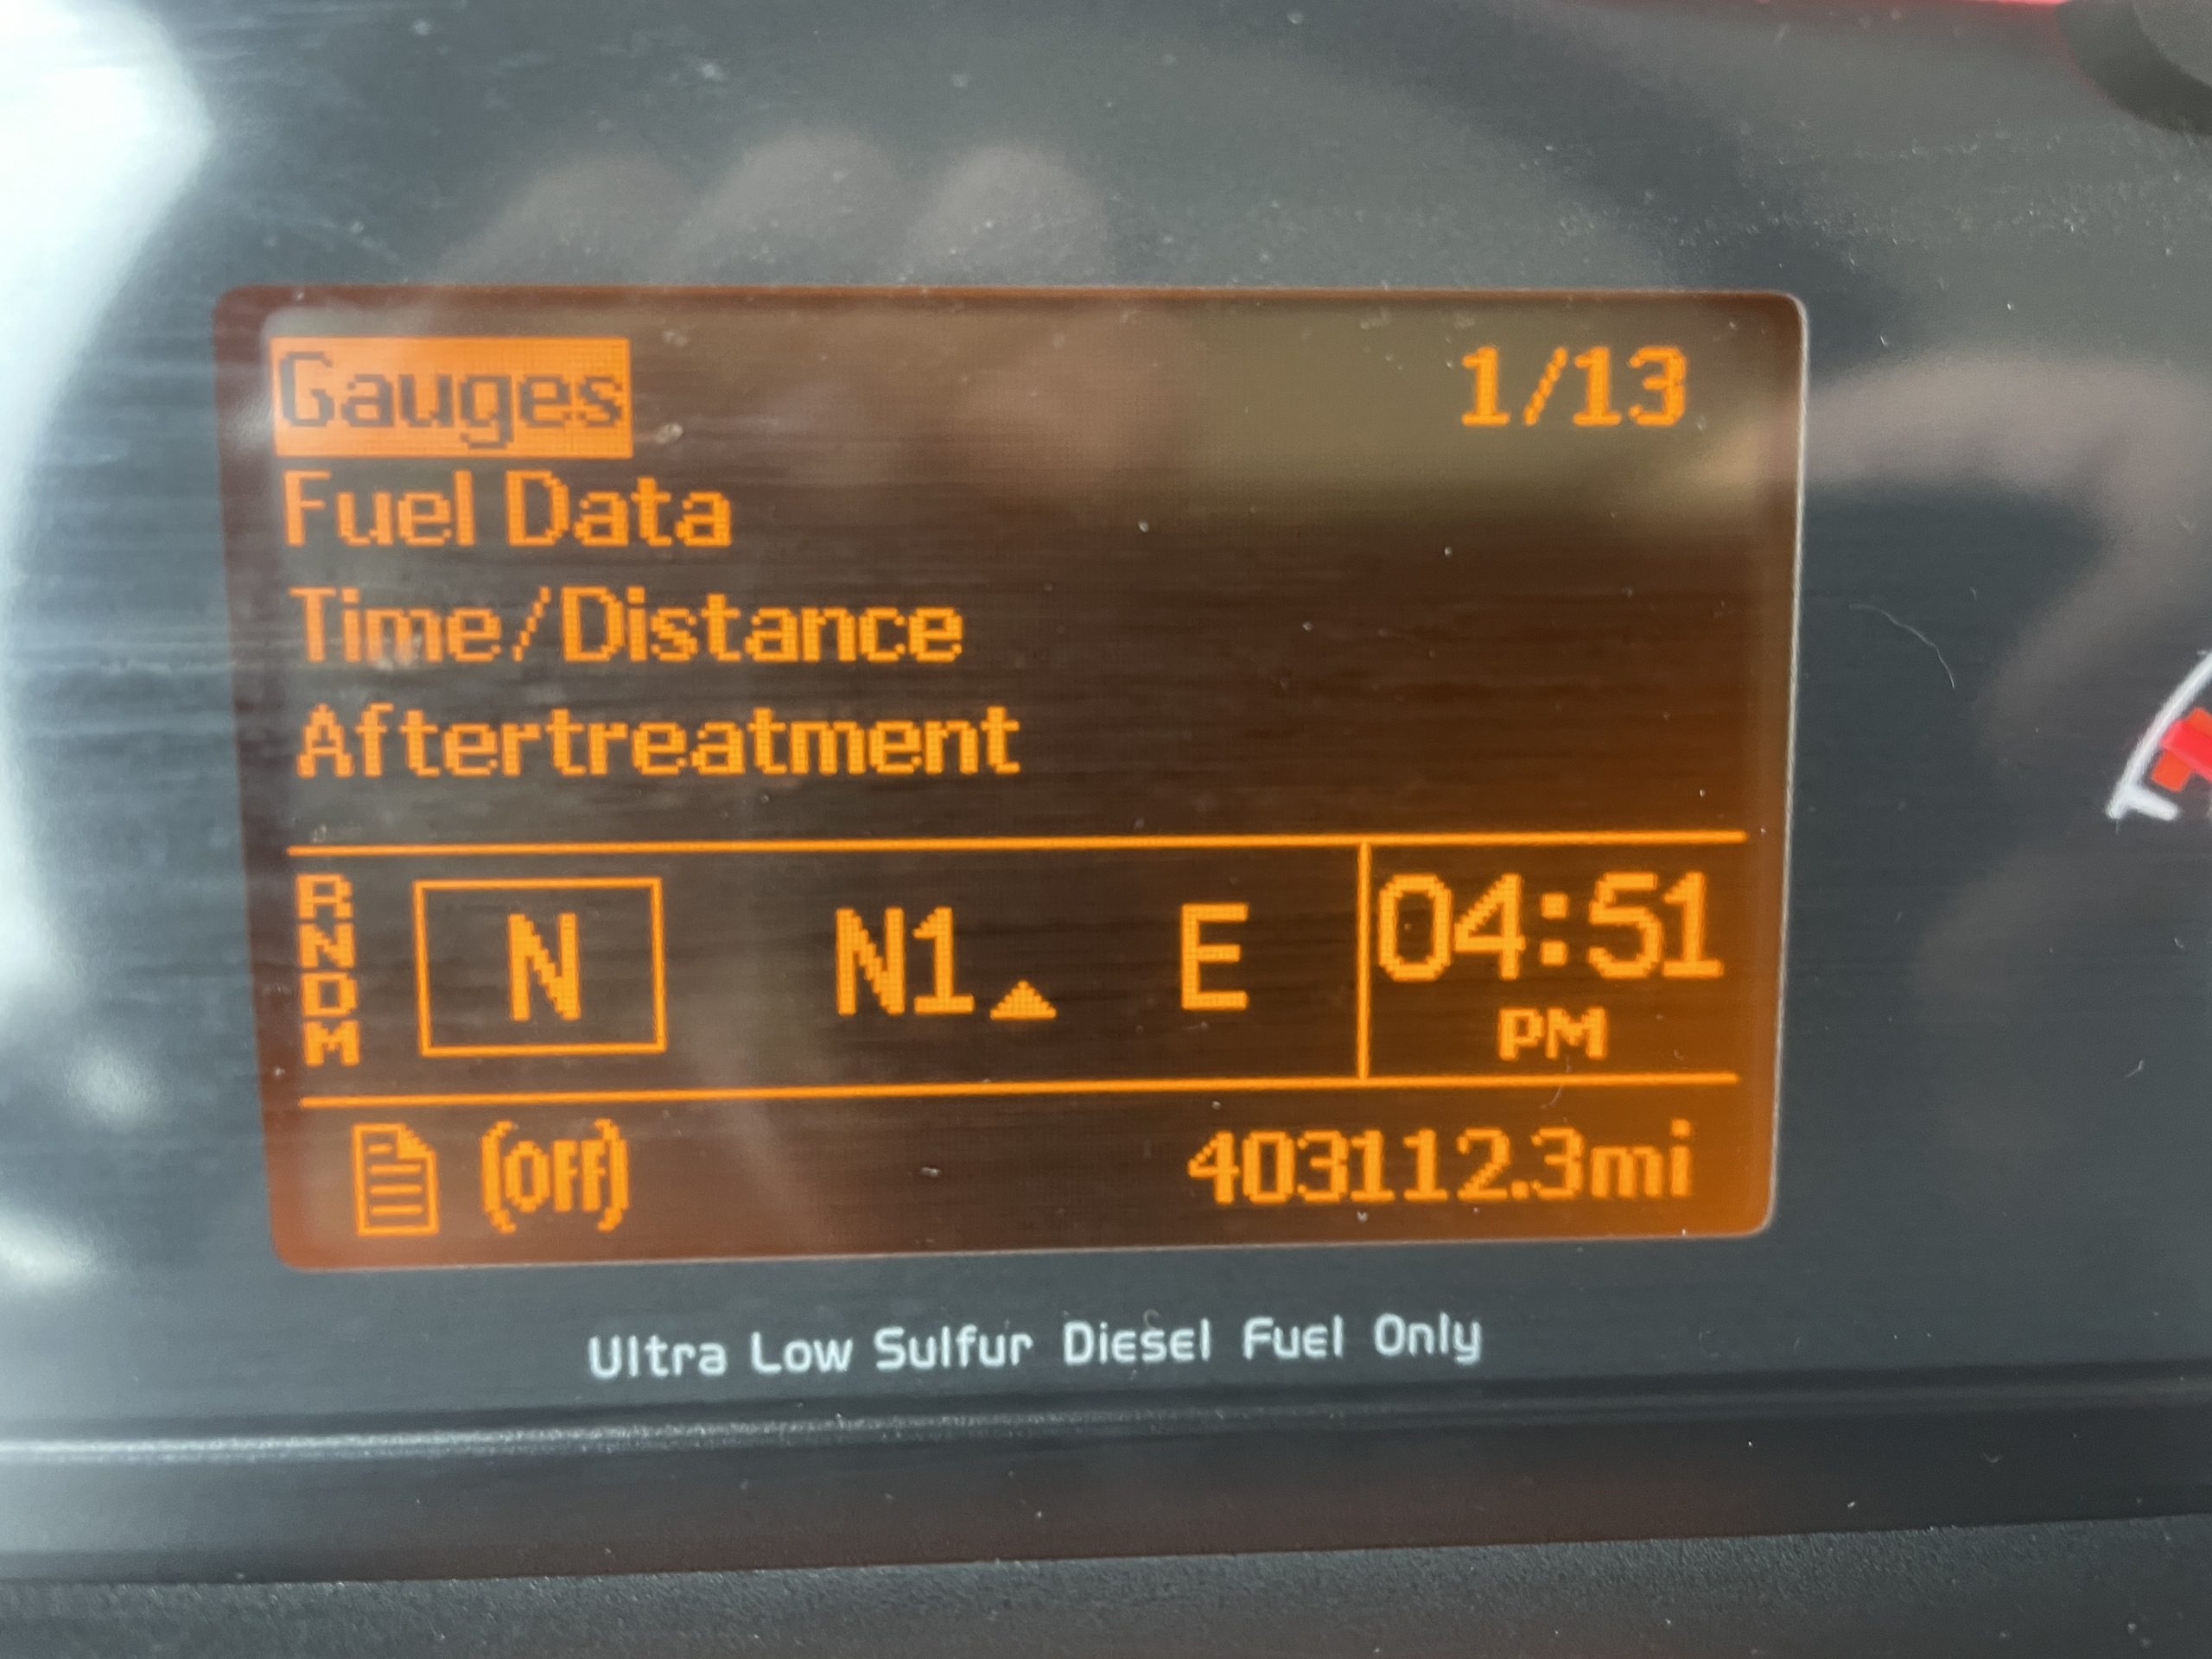 Gauges 1/13
Fuel Data
Time/Distance
Aftertreatment
R
N
D
M
N N1 E 04:51
PM
(OFF) 403112.3mi
Ultra Low Sulfur Diesel Fuel Only